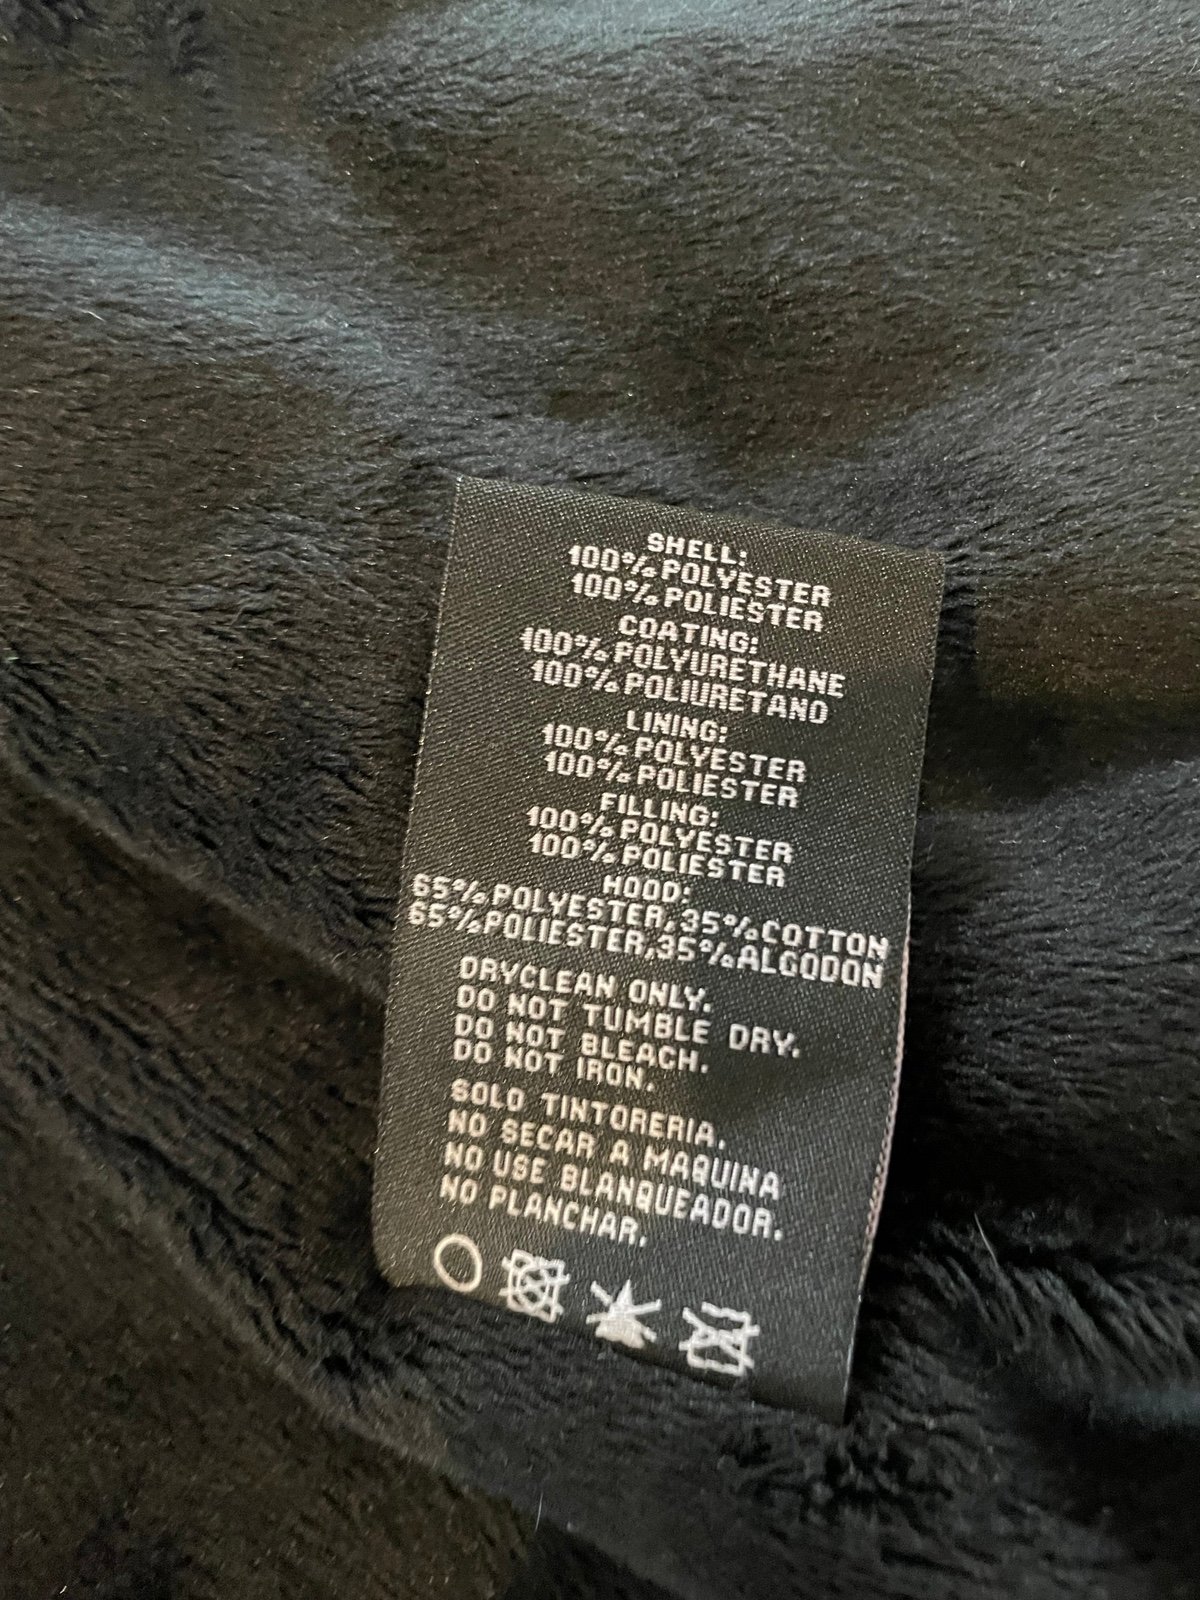 SHELL:
100% POLYESTER
100% POLIESTER
COATING:
100% POLYURETHANE
100% POLIURETANO
LINING:
100% POLYESTER
100% POLIESTER
FILLING:
100% POLYESTER
100% POLIESTER
HOOD:
65% POLYESTER, 35% COTTON
65% POLIESTER, 35% ALGODON
DRYCLEAN ONLY.
DO NOT TUMBLE DRY.
DO NOT BLEACH.
DO NOT IRON.
SOLO TINTORERIA.
NO SECAR A MAQUINA
NO USE BLANQUEADOR.
NO PLANCHAR.